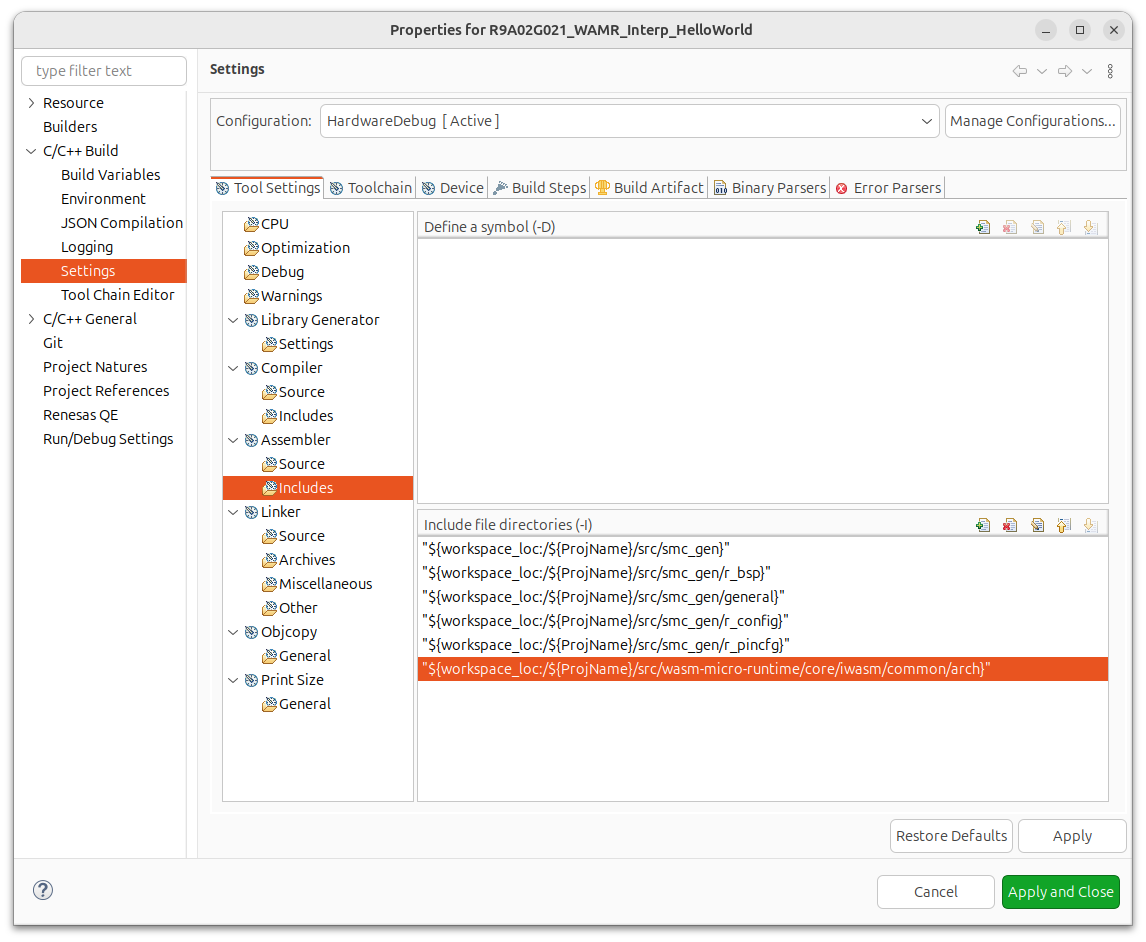 Properties for R9A02G021_WAMR_Interp_HelloWorld
type filter text
Resource
Builders
C/C++ Build
Build Variables
Environment
JSON Compilation
Logging
Settings
Tool Chain Editor
C/C++ General
Git
Project Natures
Project References
Renesas QE
Run/Debug Settings
Settings
Configuration: HardwareDebug [ Active ] Manage Configurations...
Tool Settings Toolchain Device Build Steps Build Artifact Binary Parsers Error Parsers
CPU
Optimization
Debug
Warnings
Library Generator
Settings
Compiler
Source
Includes
Assembler
Source
Includes
Linker
Source
Archives
Miscellaneous
Other
Objcopy
General
Print Size
General
Define a symbol (-D)
Include file directories (-I)
"${workspace_loc:/${ProjName}/src/smc_gen}"
"${workspace_loc:/${ProjName}/src/smc_gen/r_bsp}"
"${workspace_loc:/${ProjName}/src/smc_gen/general}"
"${workspace_loc:/${ProjName}/src/smc_gen/r_config}"
"${workspace_loc:/${ProjName}/src/smc_gen/r_pincfg}"
"${workspace_loc:/${ProjName}/src/wasm-micro-runtime/core/iwasm/common/arch}"
Restore Defaults Apply
? Cancel Apply and Close